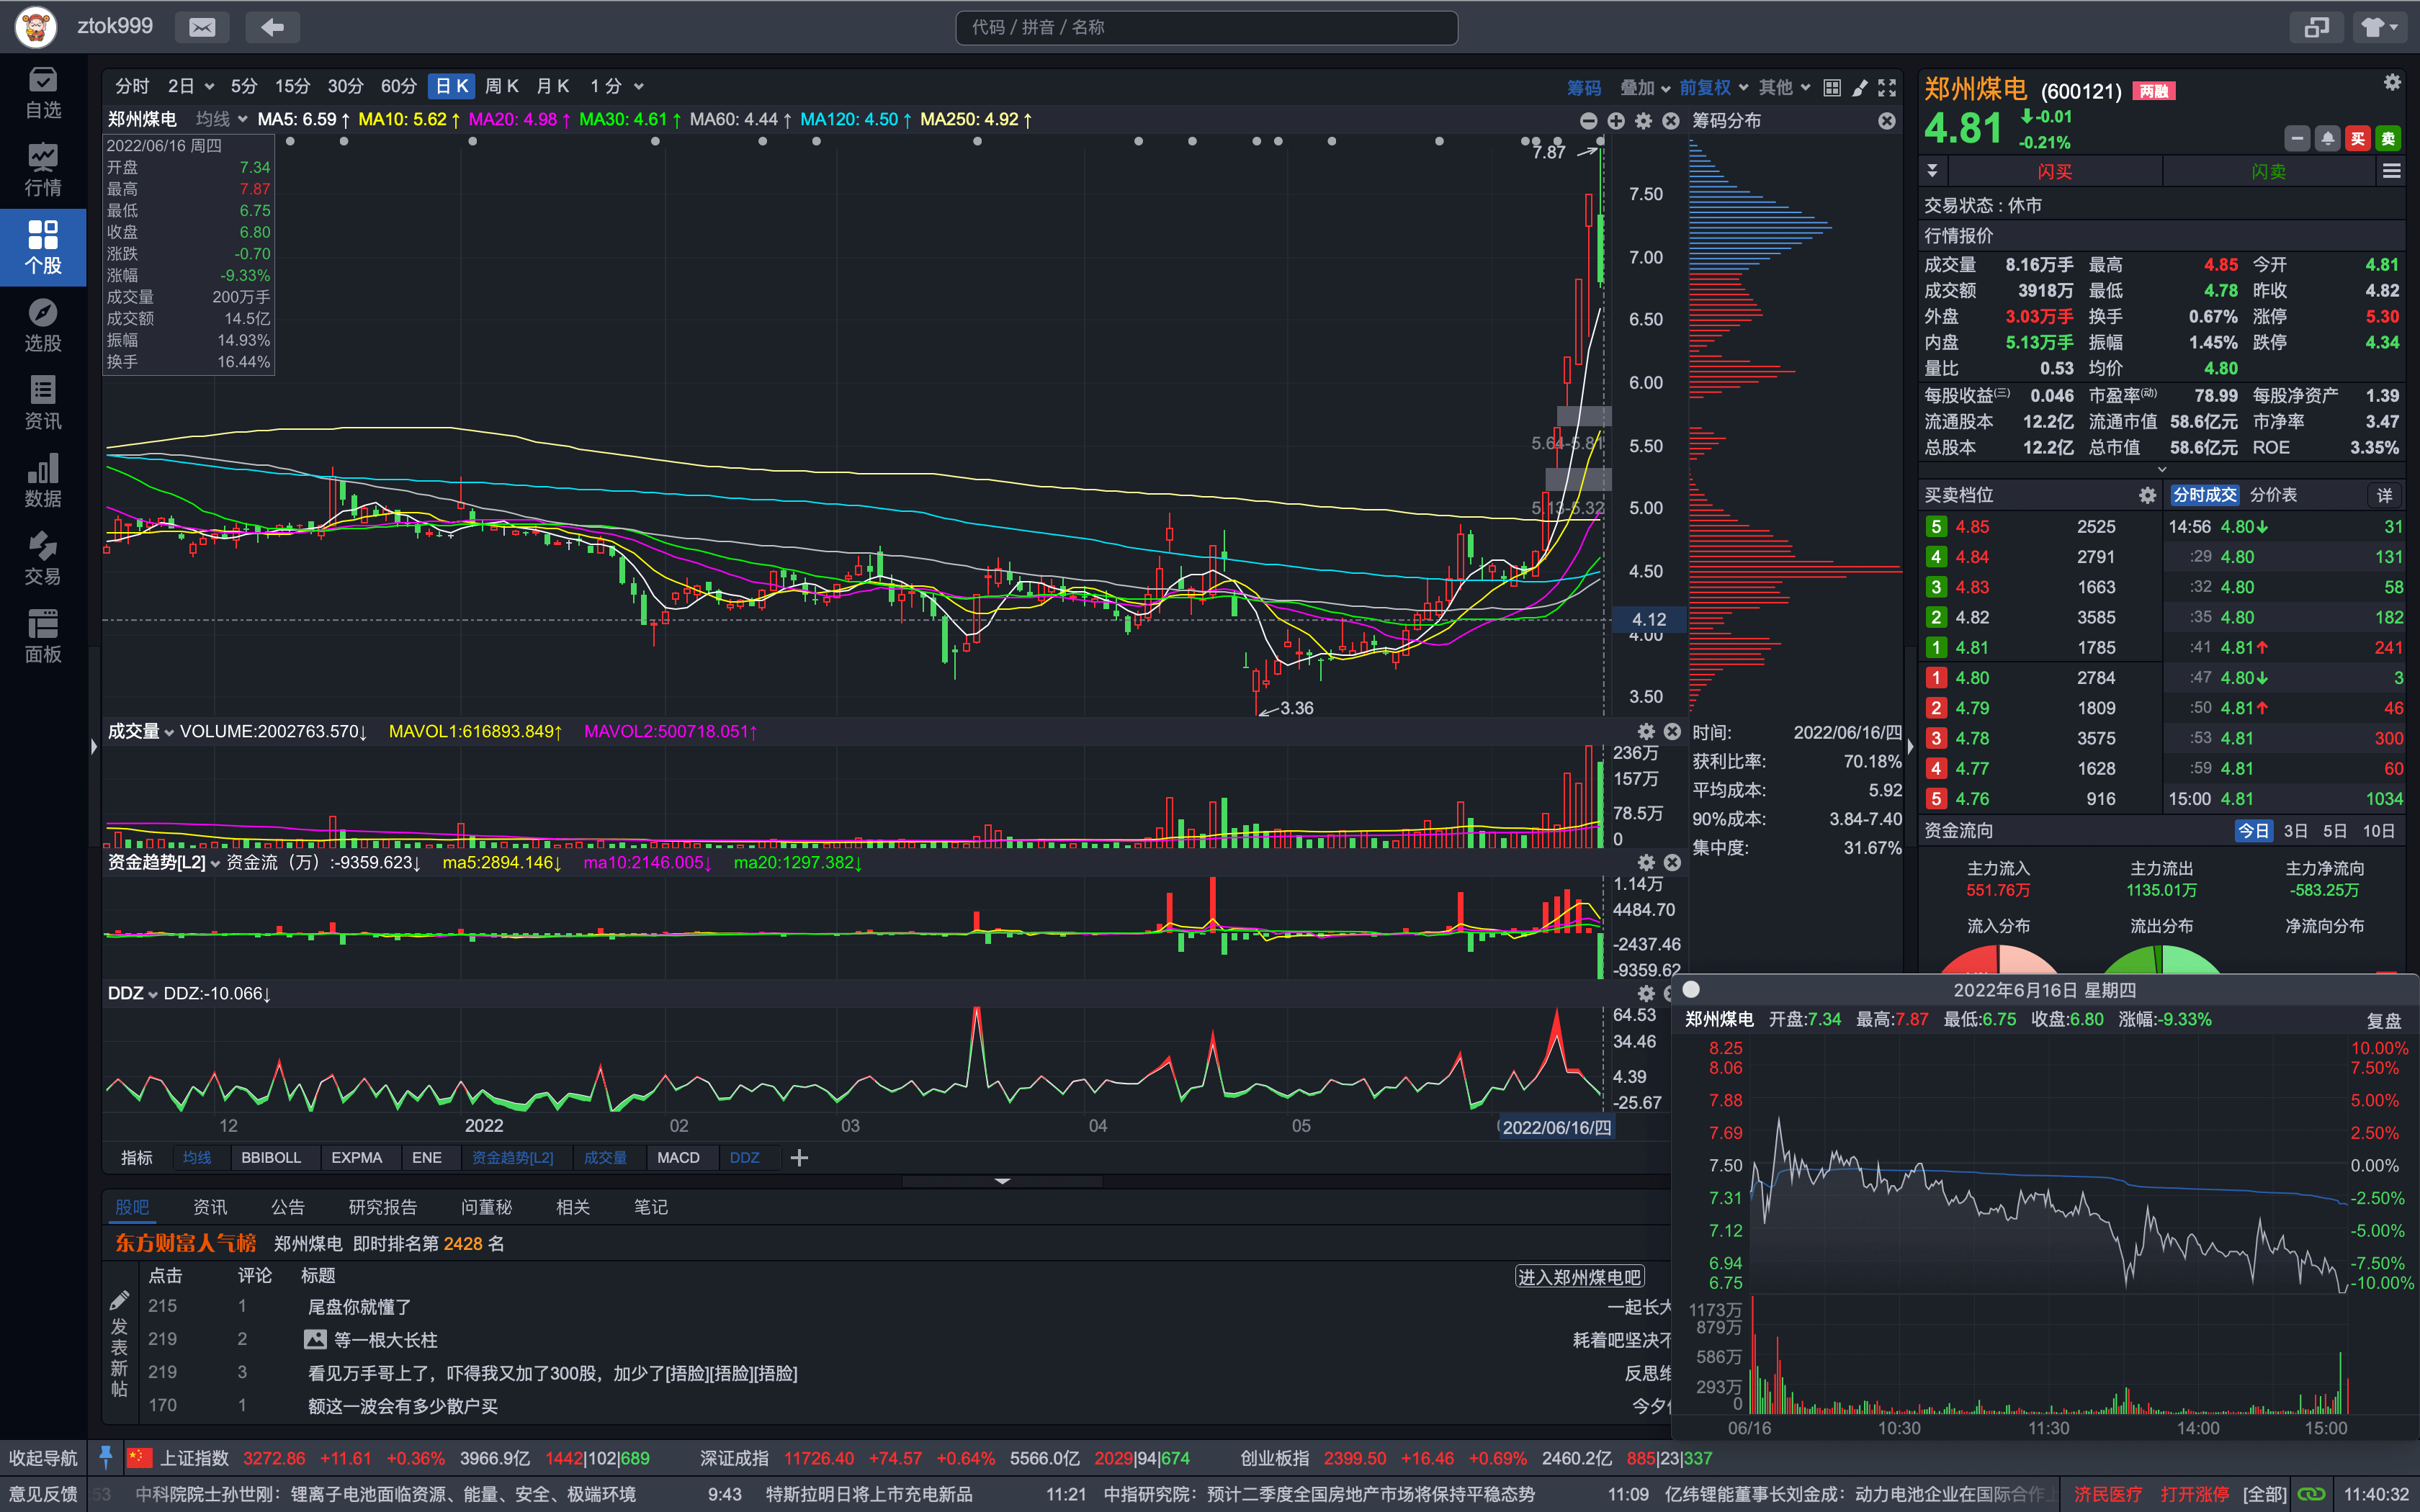 ztok999
代码 / 拼音 / 名称
自选
行情
个股
选股
资讯
数据
交易
面板
分时 2日 5分 15分 30分 60分 日K 周K 月K 1分
筹码 叠加 前复权 其他
郑州煤电 均线 MA5: 6.59↑ MA10: 5.62↑ MA20: 4.98↑ MA30: 4.61↑ MA60: 4.44↑ MA120: 4.50↑ MA250: 4.92↑
筹码分布
2022/06/16 周四
开盘 7.34
最高 7.87
最低 6.75
收盘 6.80
涨跌 -0.70
涨幅 -9.33%
成交量 200万手
成交额 14.5亿
振幅 14.93%
换手 16.44%
7.87
7.50
7.00
6.50
6.00
5.50
5.00
4.50
4.12
4.00
3.50
5.64-5.81
5.13-5.32
3.36
成交量 VOLUME:2002763.570↓ MAVOL1:616893.849↑ MAVOL2:500718.051↑
236万
157万
78.5万
0
资金趋势[L2] 资金流（万）:-9359.623↓ ma5:2894.146↓ ma10:2146.005↓ ma20:1297.382↓
1.14万
4484.70
-2437.46
-9359.62
DDZ DDZ:-10.066↓
64.53
34.46
4.39
-25.67
12 2022 02 03 04 05 2022/06/16/四
指标 均线 BBIBOLL EXPMA ENE 资金趋势[L2] 成交量 MACD DDZ
时间: 2022/06/16/四
获利比率: 70.18%
平均成本: 5.92
90%成本: 3.84-7.40
集中度: 31.67%
股吧 资讯 公告 研究报告 问董秘 相关 笔记
东方财富人气榜 郑州煤电 即时排名第 2428 名
点击 评论 标题 进入郑州煤电吧
发表新帖
215 1 尾盘你就懂了 一起长大
219 2 等一根大长柱 耗着吧坚决不
219 3 看见万手哥上了，吓得我又加了300股，加少了[捂脸][捂脸][捂脸] 反思维
170 1 额这一波会有多少散户买 今夕
郑州煤电 (600121) 两融
4.81 -0.01
-0.21%
买 卖
闪买 闪卖
交易状态 : 休市
行情报价
成交量 8.16万手 最高 4.85 今开 4.81
成交额 3918万 最低 4.78 昨收 4.82
外盘 3.03万手 换手 0.67% 涨停 5.30
内盘 5.13万手 振幅 1.45% 跌停 4.34
量比 0.53 均价 4.80
每股收益(三) 0.046 市盈率(动) 78.99 每股净资产 1.39
流通股本 12.2亿 流通市值 58.6亿元 市净率 3.47
总股本 12.2亿 总市值 58.6亿元 ROE 3.35%
买卖档位 分时成交 分价表 详
5 4.85 2525 14:56 4.80↓ 31
4 4.84 2791 :29 4.80 131
3 4.83 1663 :32 4.80 58
2 4.82 3585 :35 4.80 182
1 4.81 1785 :41 4.81↑ 241
1 4.80 2784 :47 4.80↓ 3
2 4.79 1809 :50 4.81↑ 46
3 4.78 3575 :53 4.81 300
4 4.77 1628 :59 4.81 60
5 4.76 916 15:00 4.81 1034
资金流向 今日 3日 5日 10日
主力流入 主力流出 主力净流向
551.76万 1135.01万 -583.25万
流入分布 流出分布 净流向分布
2022年6月16日 星期四
郑州煤电 开盘:7.34 最高:7.87 最低:6.75 收盘:6.80 涨幅:-9.33% 复盘
8.25 10.00%
8.06 7.50%
7.88 5.00%
7.69 2.50%
7.50 0.00%
7.31 -2.50%
7.12 -5.00%
6.94 -7.50%
6.75 -10.00%
1173万
879万
586万
293万
0
06/16 10:30 11:30 14:00 15:00
收起导航 上证指数 3272.86 +11.61 +0.36% 3966.9亿 1442|102|689 深证成指 11726.40 +74.57 +0.64% 5566.0亿 2029|94|674 创业板指 2399.50 +16.46 +0.69% 2460.2亿 885|23|337
意见反馈 53 中科院院士孙世刚：锂离子电池面临资源、能量、安全、极端环境 9:43 特斯拉明日将上市充电新品 11:21 中指研究院：预计二季度全国房地产市场将保持平稳态势 11:09 亿纬锂能董事长刘金成：动力电池企业在国际合作上 济民医疗 打开涨停 [全部] 11:40:32